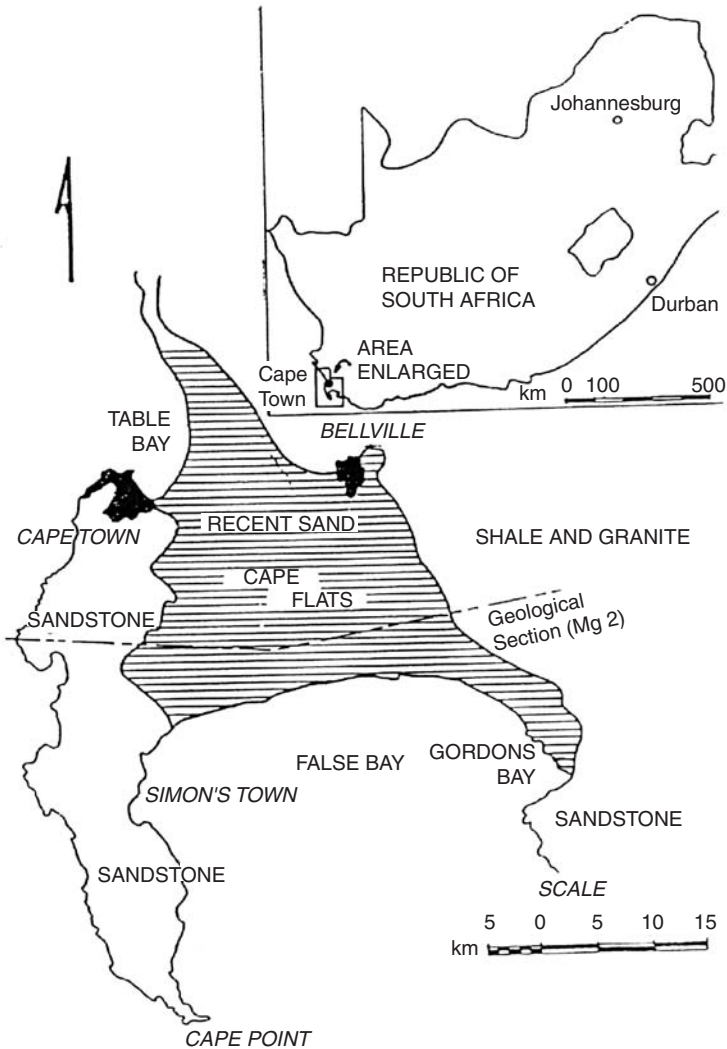 Johannesburg
REPUBLIC OF
SOUTH AFRICA
Durban
AREA
ENLARGED
Cape
Town
km 0 100 500
TABLE
BAY
BELLVILLE
CAPE TOWN
RECENT SAND
SHALE AND GRANITE
CAPE
FLATS
SANDSTONE
Geological
Section (Mg 2)
FALSE BAY
GORDONS
BAY
SIMON'S TOWN
SANDSTONE
SANDSTONE
SCALE
5 0 5 10 15
km
CAPE POINT